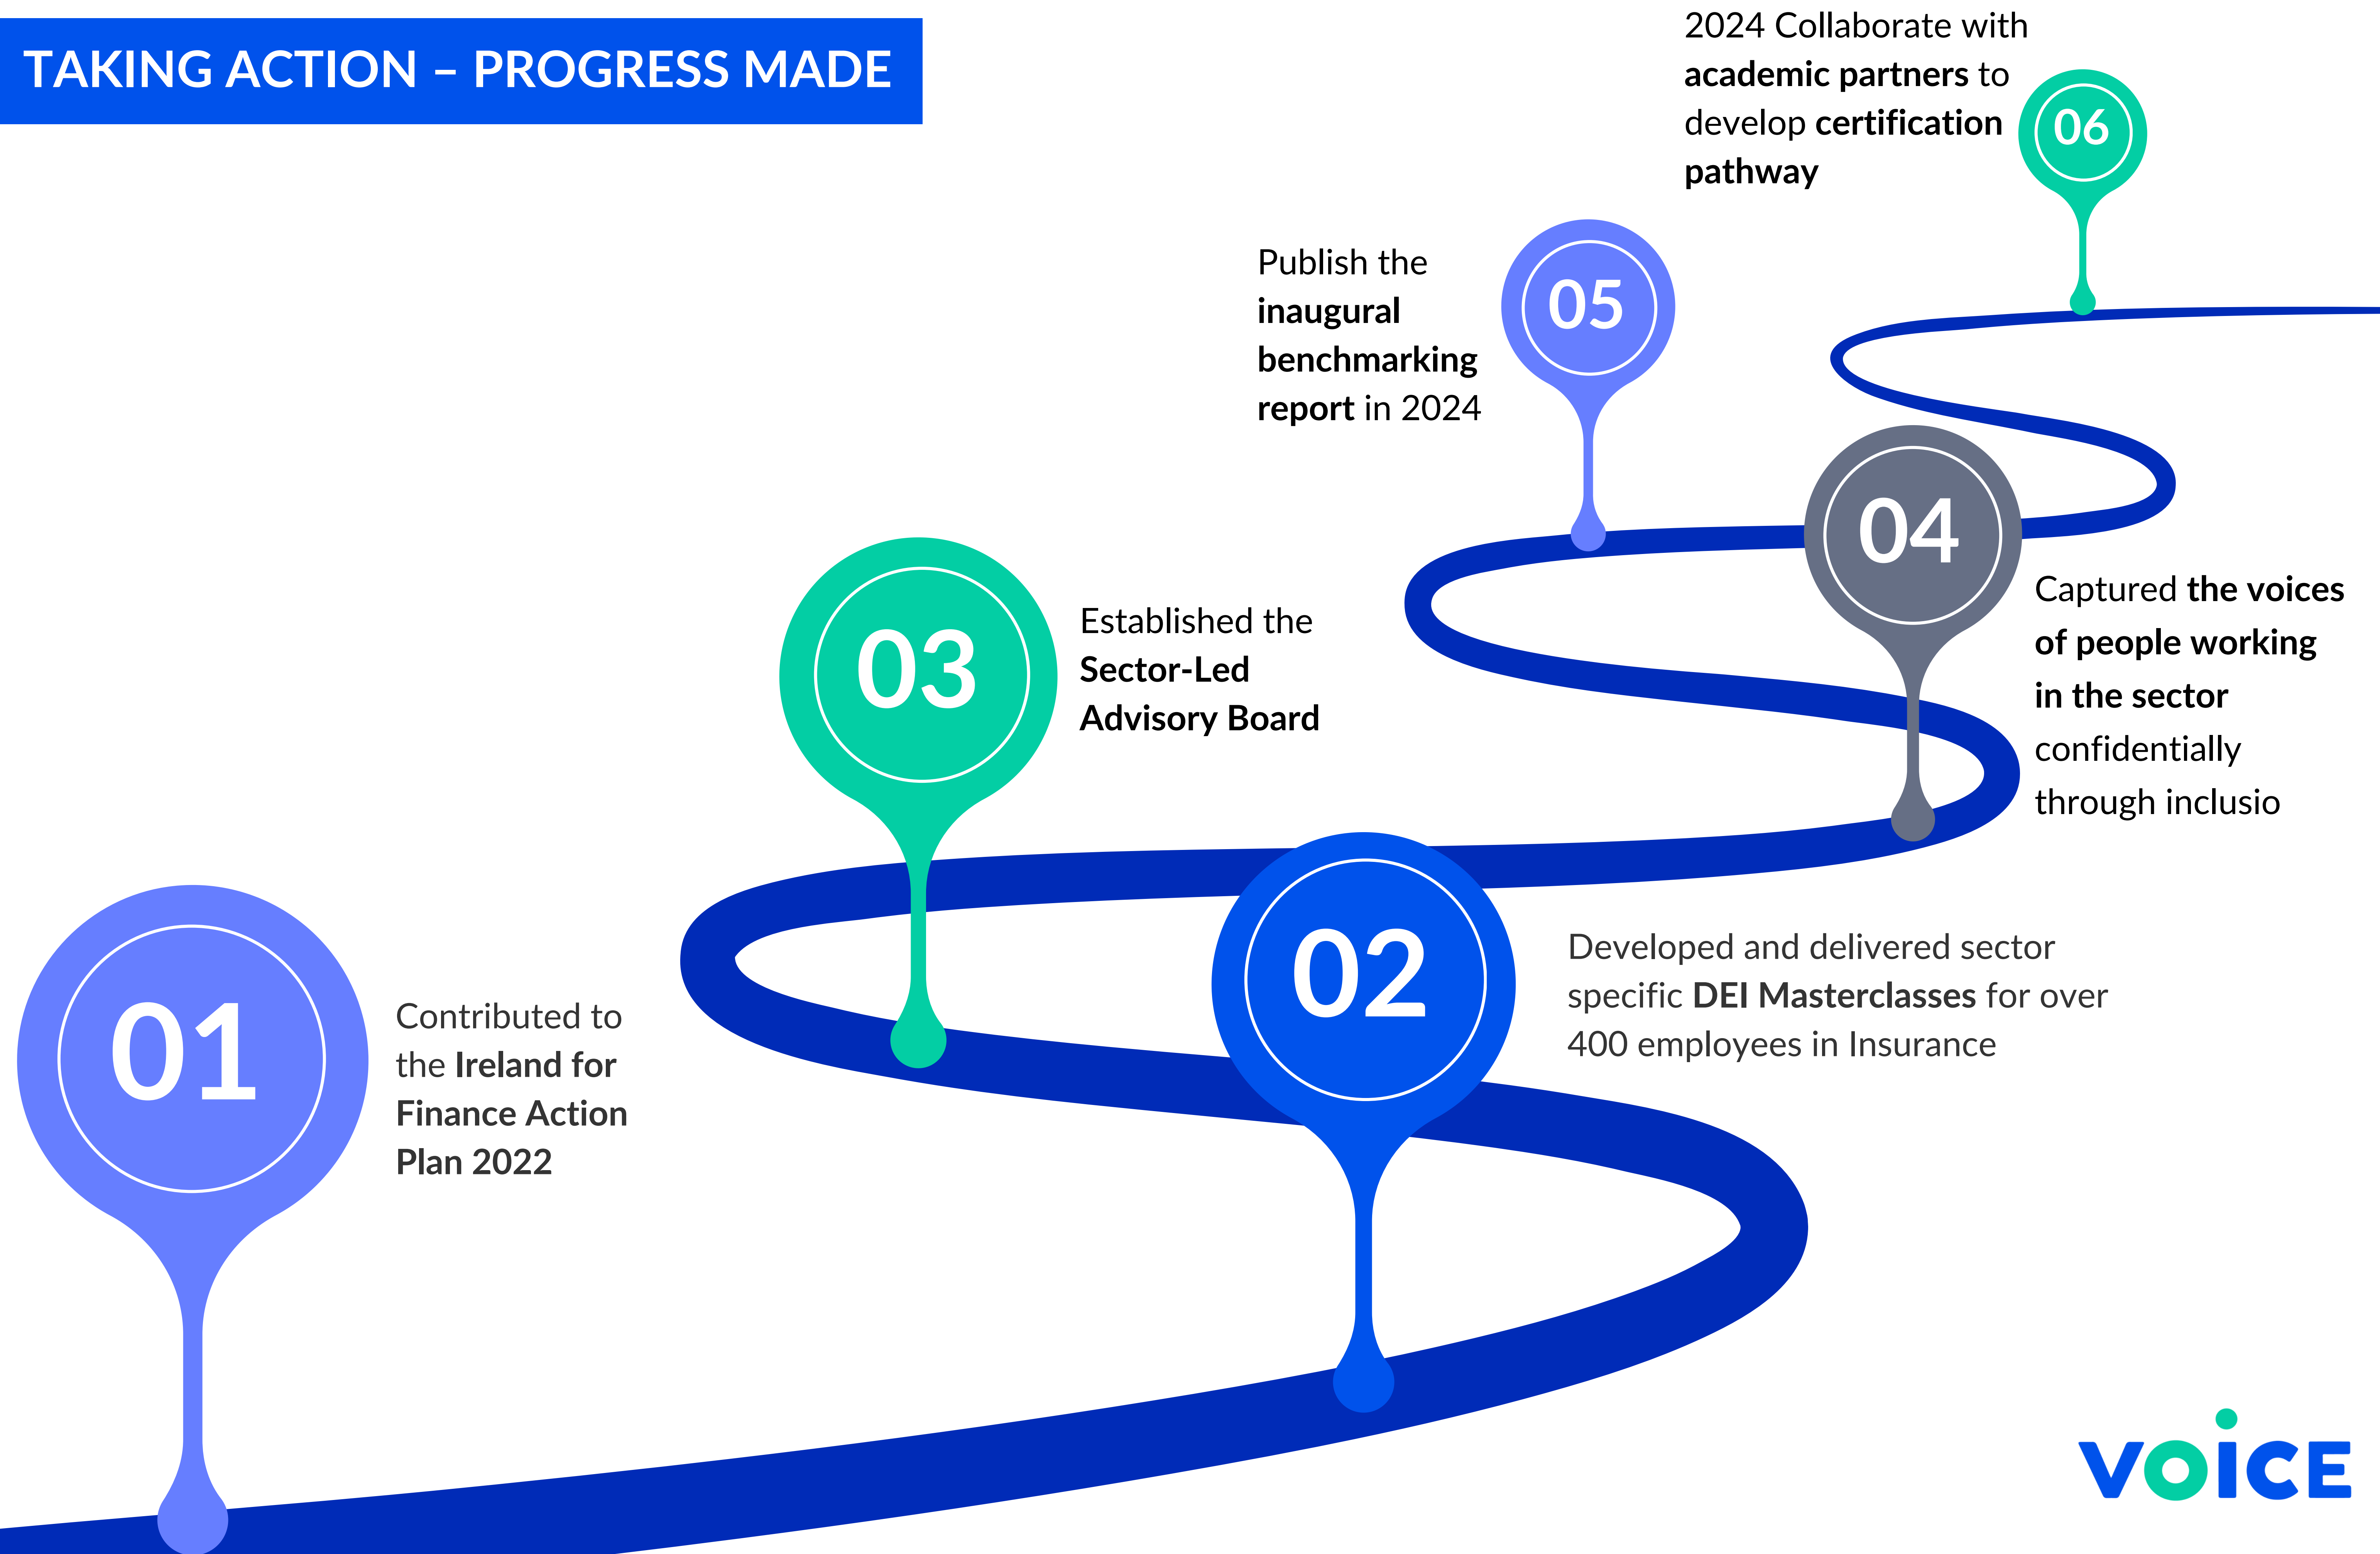 TAKING ACTION – PROGRESS MADE
01
Contributed to
the Ireland for
Finance Action
Plan 2022
02
Developed and delivered sector
specific DEI Masterclasses for over
400 employees in Insurance
03
Established the
Sector-Led
Advisory Board
04
Captured the voices
of people working
in the sector
confidentially
through inclusio
05
Publish the
inaugural
benchmarking
report in 2024
06
2024 Collaborate with
academic partners to
develop certification
pathway
VOiCE